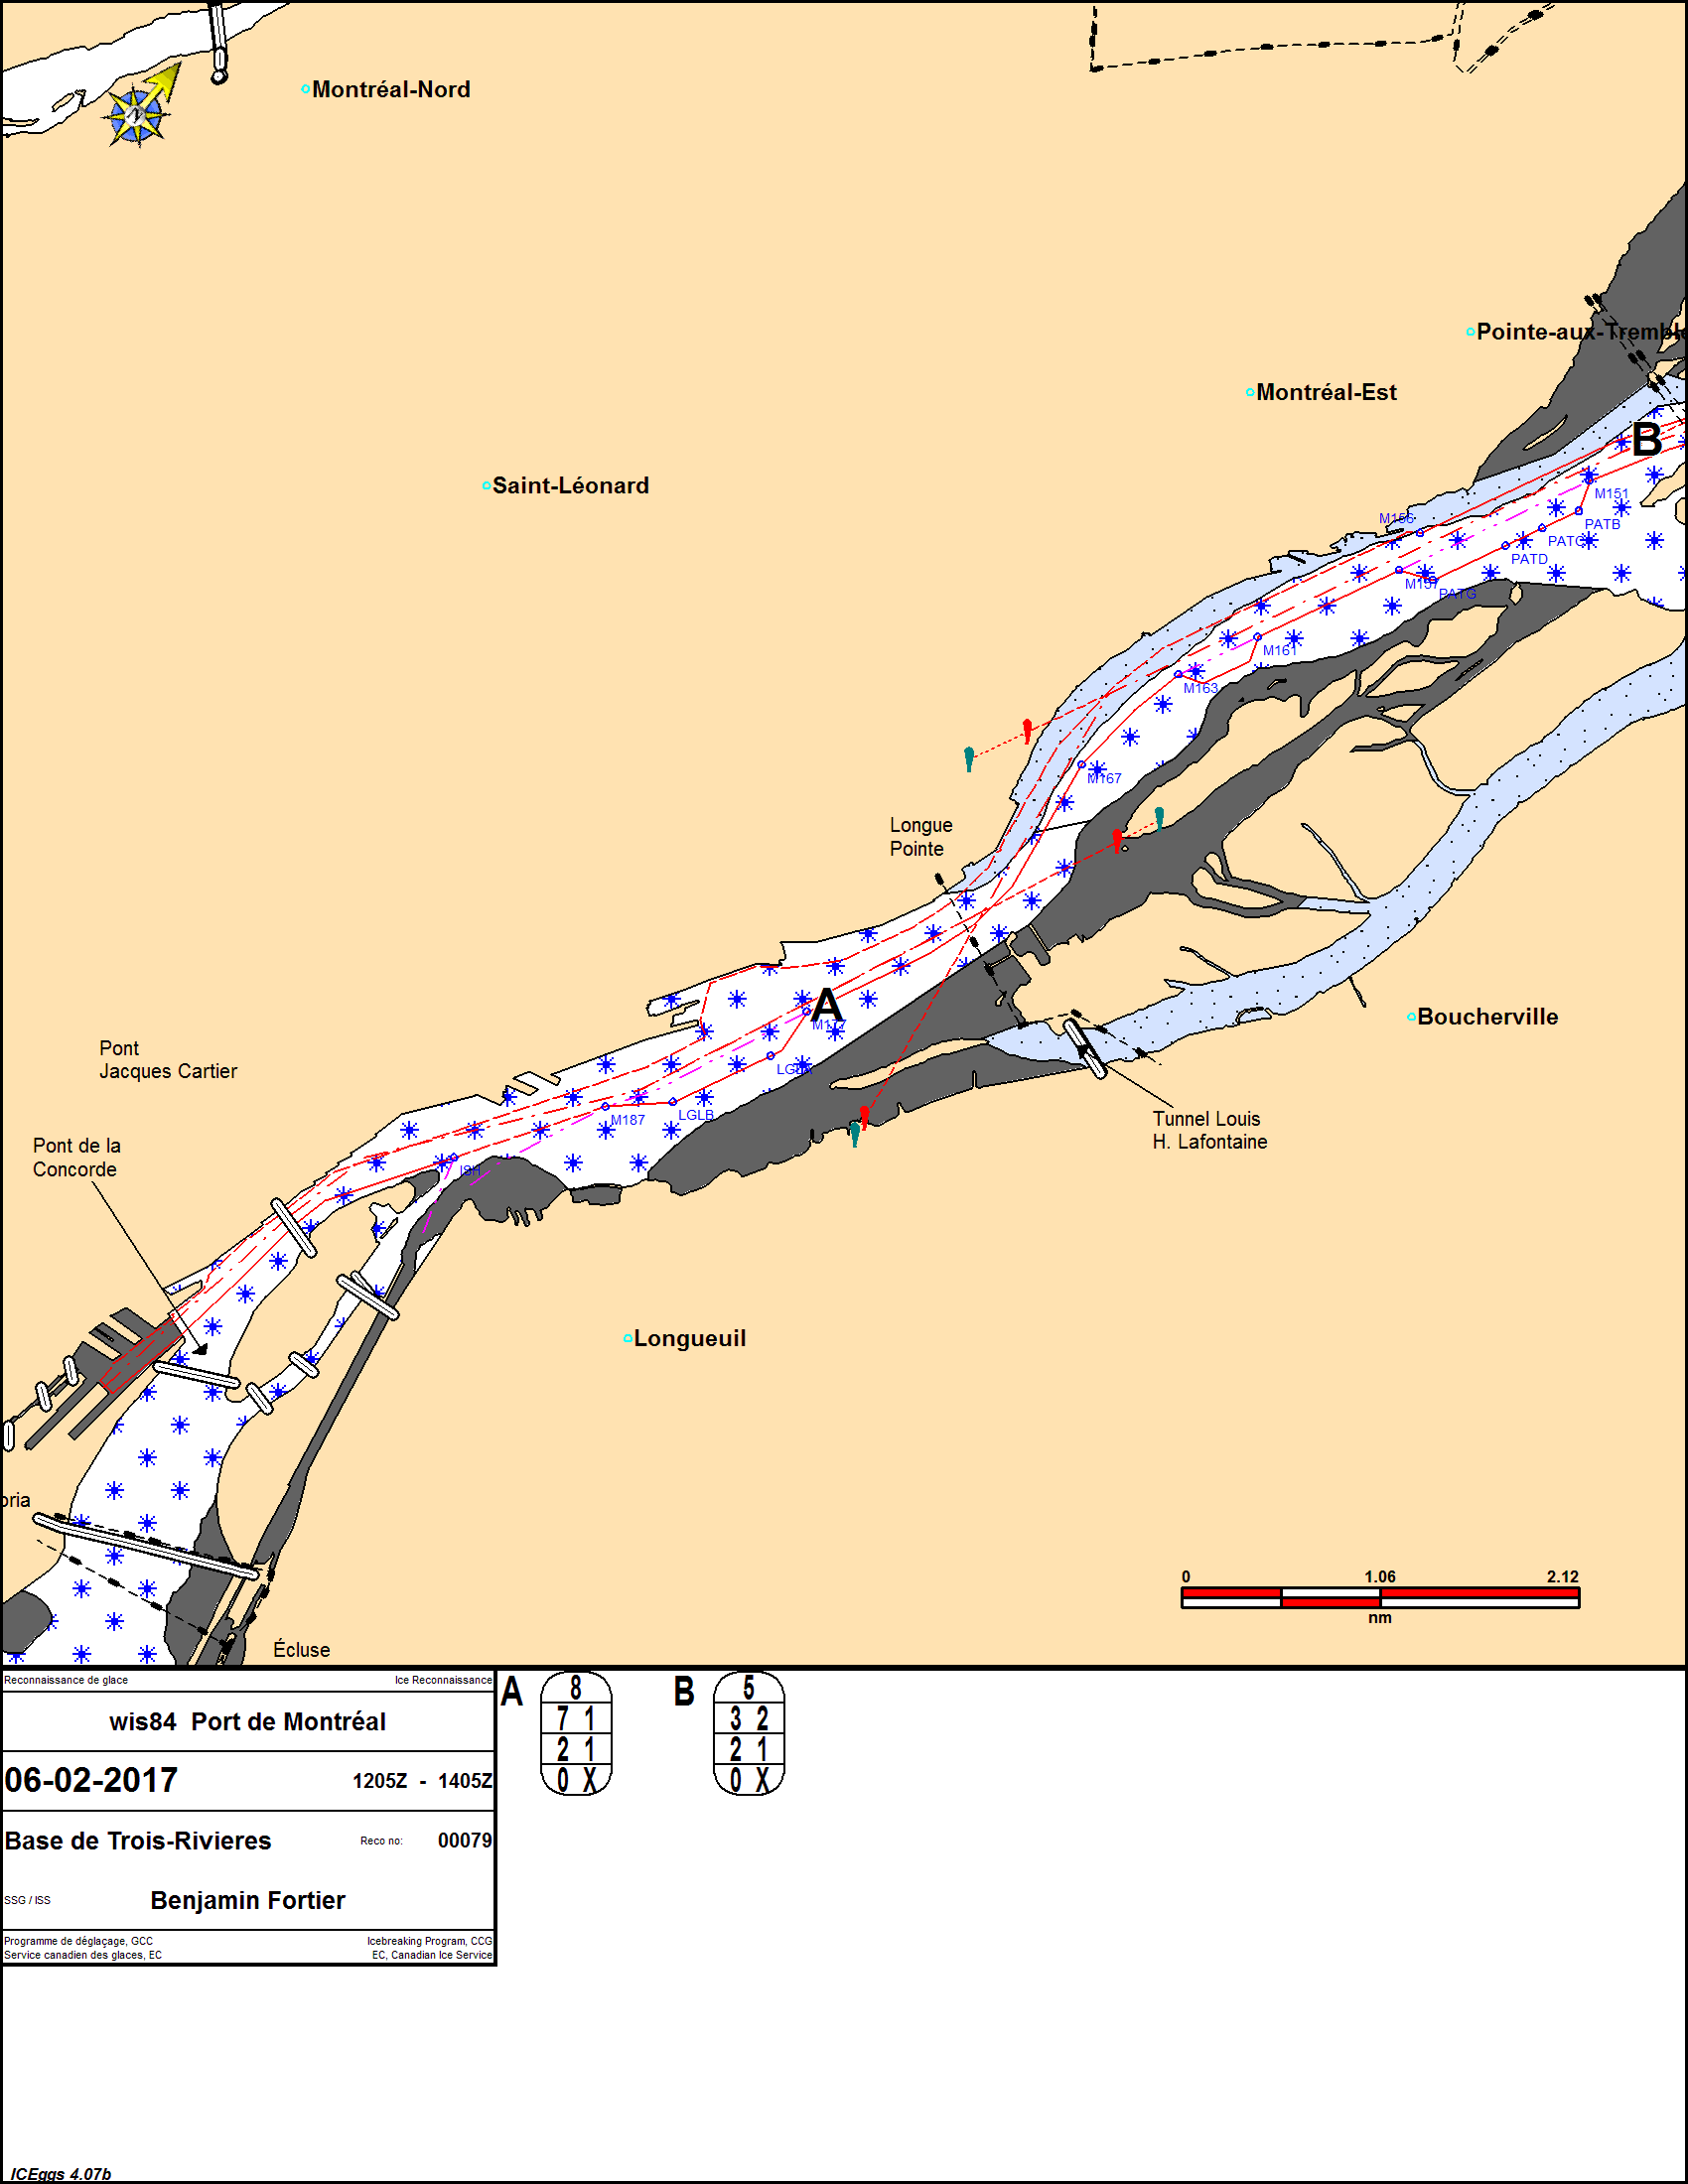 Montréal-Nord
Pointe-aux-Tremble
Montréal-Est
B
Saint-Léonard
M151
M156
PATB
PATC
PATD
M157
PATG
M161
M163
M167
Longue
Pointe
A
M177
Boucherville
Pont
Jacques Cartier
LGLB
M187
Tunnel Louis
H. Lafontaine
Pont de la
Concorde
ISH
Longueuil
oria
0 1.06 2.12
nm
Écluse
Reconnaissance de glace Ice Reconnaissance
wis84 Port de Montréal
06-02-2017 1205Z - 1405Z
Base de Trois-Rivieres Reco no: 00079
SSG / ISS Benjamin Fortier
Programme de déglaçage, GCC Icebreaking Program, CCG
Service canadien des glaces, EC EC, Canadian Ice Service
A
8
7 1
2 1
0 X
B
5
3 2
2 1
0 X
ICEggs 4.07b